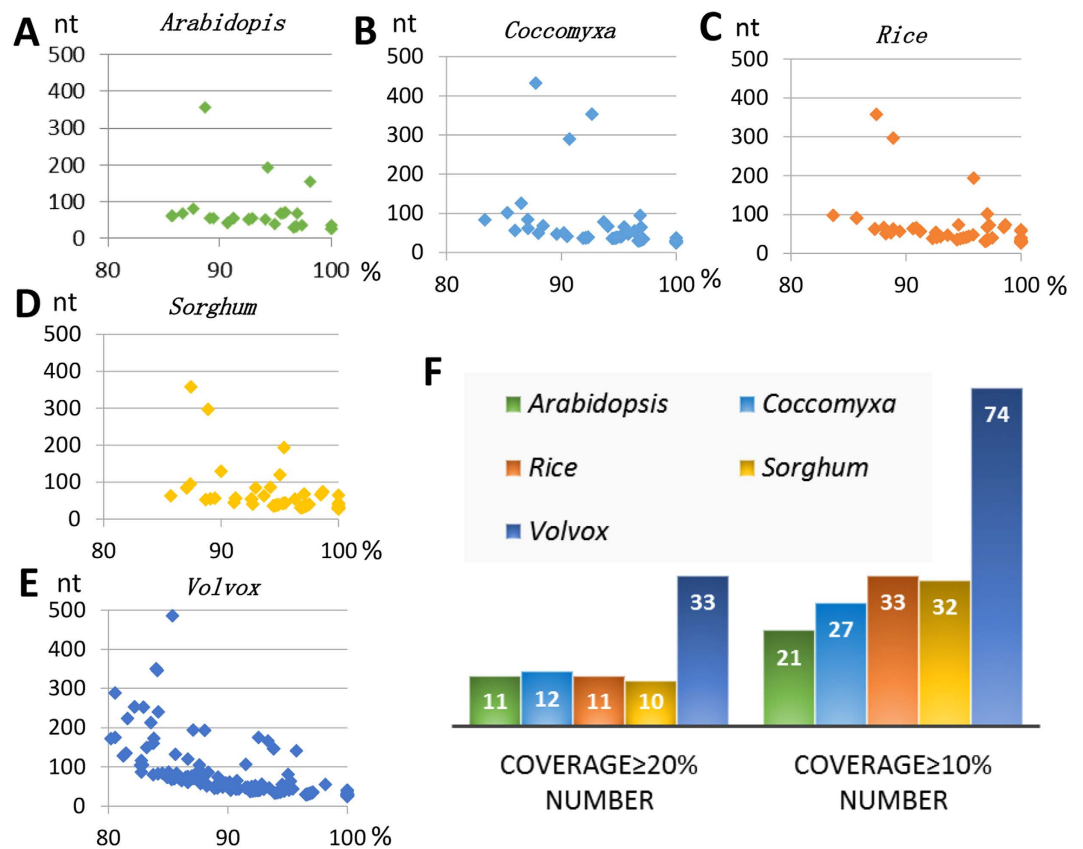 A
nt
Arabidopis
500
400
300
200
100
0
80
90
100
%
B
nt
Coccomyxa
500
400
300
200
100
0
80
90
100
%
C
nt
Rice
500
400
300
200
100
0
80
90
100
%
D
nt
Sorghum
500
400
300
200
100
0
80
90
100
%
E
nt
Volvox
500
400
300
200
100
0
80
90
100
%
F
Arabidopsis
Coccomyxa
Rice
Sorghum
Volvox
11
12
11
10
33
21
27
33
32
74
COVERAGE≥20%
NUMBER
COVERAGE≥10%
NUMBER